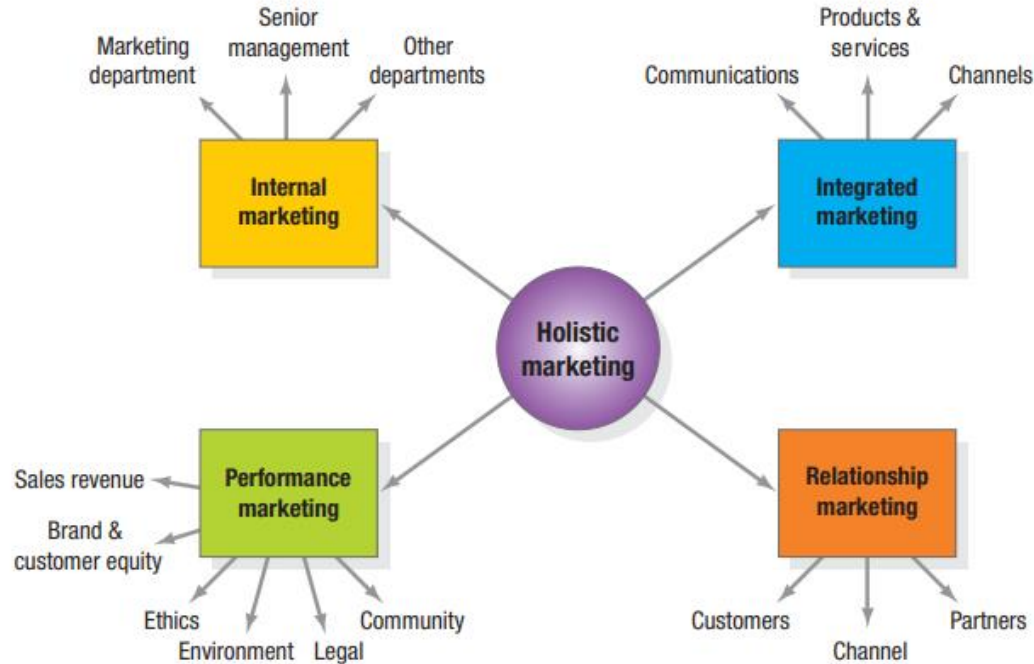 Senior
management
Marketing
department
Other
departments
Products &
services
Communications
Channels
Internal
marketing
Integrated
marketing
Holistic
marketing
Performance
marketing
Relationship
marketing
Sales revenue
Brand &
customer equity
Ethics
Environment
Legal
Community
Customers
Channel
Partners